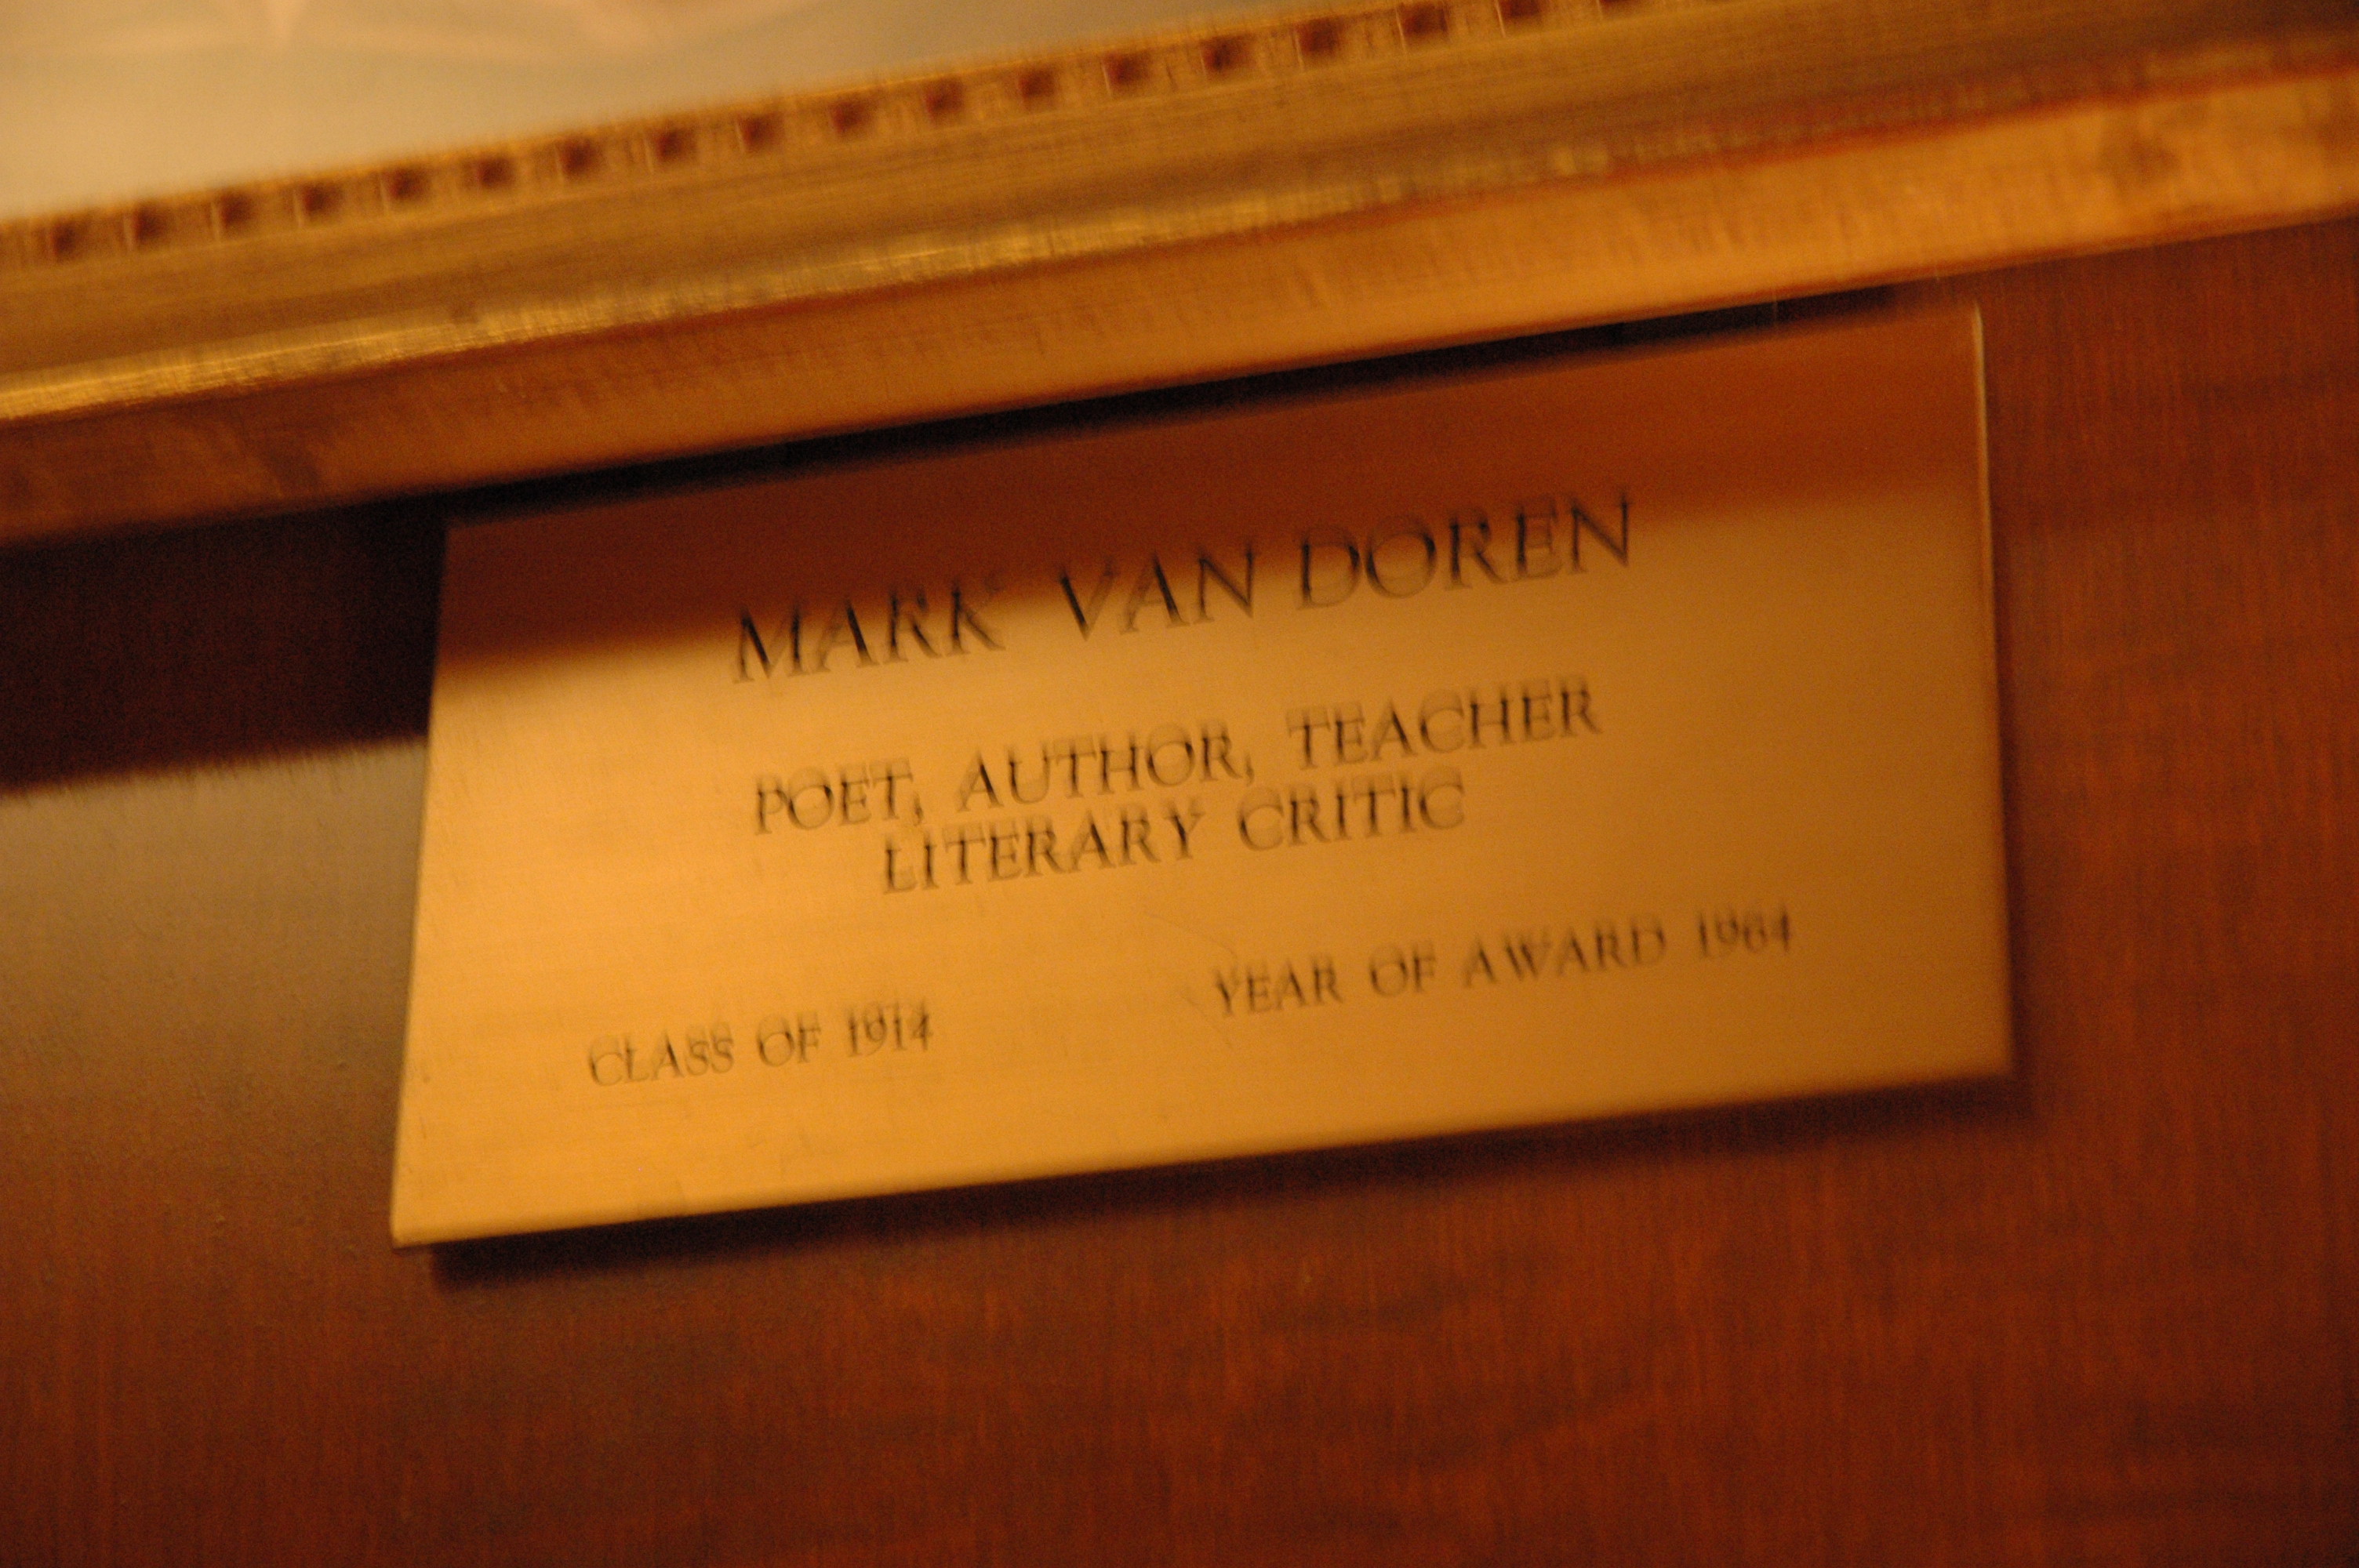 MARK VAN DOREN
POET, AUTHOR, TEACHER
LITERARY CRITIC
CLASS OF 1914
YEAR OF AWARD 1964